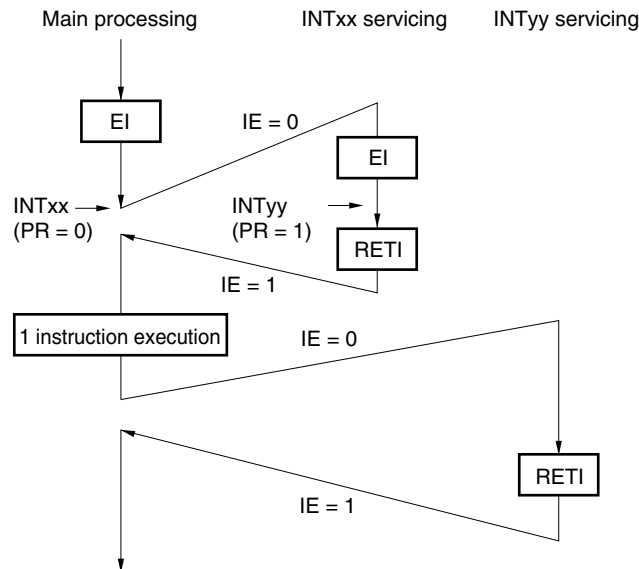 Main processing
INTxx servicing
INTyy servicing
EI
IE = 0
EI
INTxx
(PR = 0)
INTyy
(PR = 1)
RETI
IE = 1
1 instruction execution
IE = 0
RETI
IE = 1